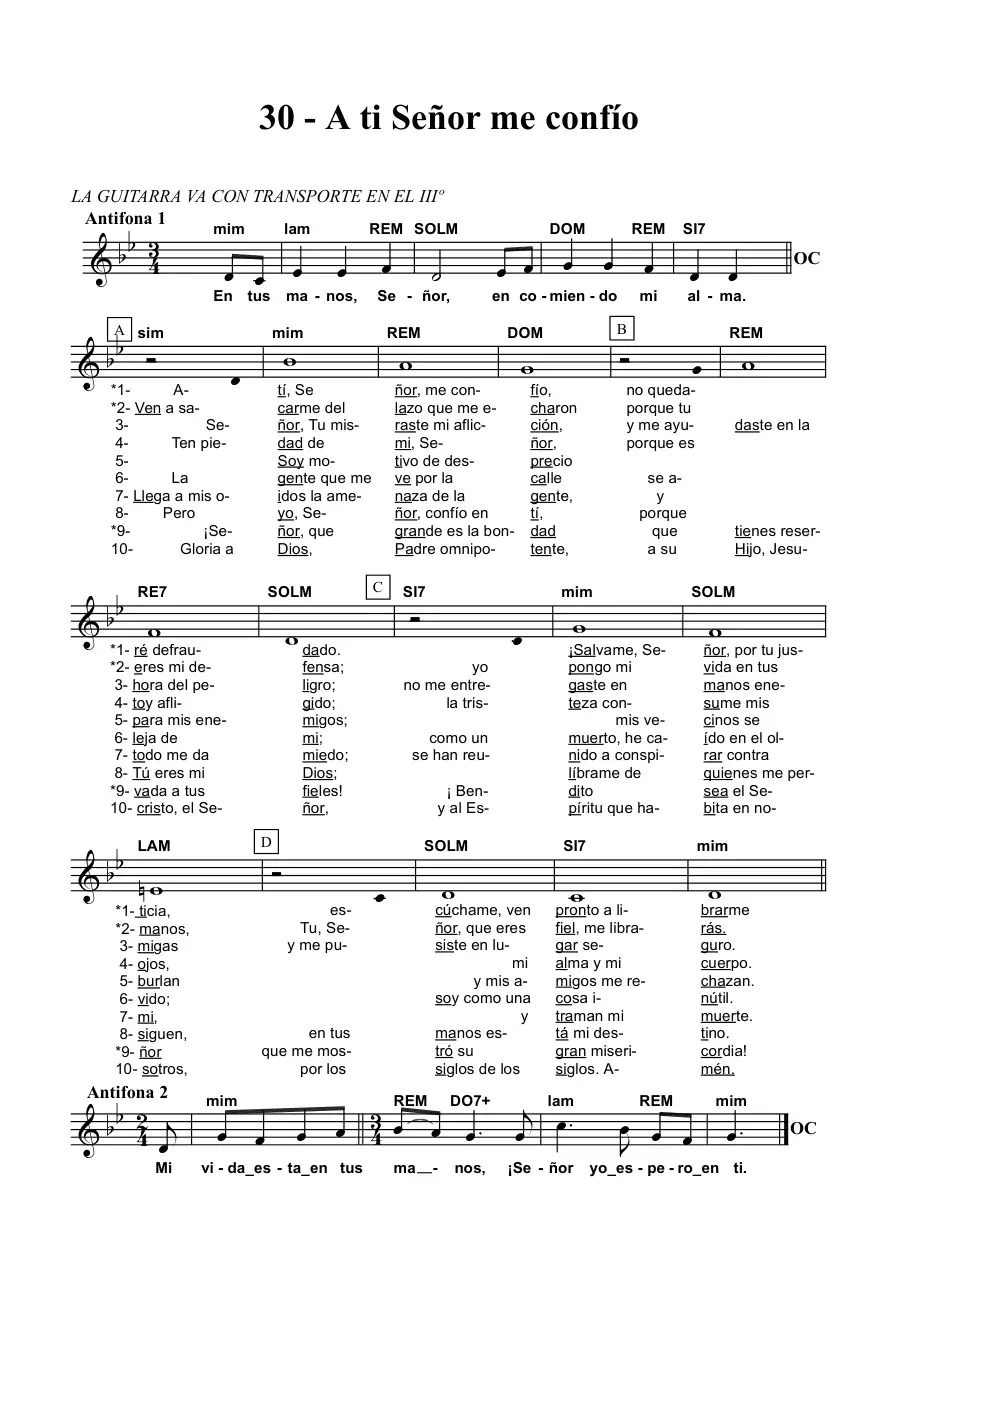 30 - A ti Señor me confío
LA GUITARRA VA CON TRANSPORTE EN EL IIIº
Antifona 1
mim lam REM SOLM DOM REM SI7
3
4
OC
En tus ma - nos, Se - ñor, en co - mien - do mi al - ma.
A sim mim REM DOM B REM
*1- A- tí, Se ñor, me con- fío, no queda-
*2- Ven a sa- carme del lazo que me e- charon porque tu
3- Se- ñor, Tu mis- raste mi aflic- ción, y me ayu- daste en la
4- Ten pie- dad de mi, Se- ñor, porque es
5- Soy mo- tivo de des- precio
6- La gente que me ve por la calle se a-
7- Llega a mis o- idos la ame- naza de la gente, y
8- Pero yo, Se- ñor, confío en tí, porque
*9- ¡Se- ñor, que grande es la bon- dad que tienes reser-
10- Gloria a Dios, Padre omnipo- tente, a su Hijo, Jesu-
RE7 SOLM C SI7 mim SOLM
*1- ré defrau- dado. ¡Salvame, Se- ñor, por tu jus-
*2- eres mi de- fensa; yo pongo mi vida en tus
3- hora del pe- ligro; no me entre- gaste en manos ene-
4- toy afli- gido; la tris- teza con- sume mis
5- para mis ene- migos; mis ve- cinos se
6- leja de mi; como un muerto, he ca- ído en el ol-
7- todo me da miedo; se han reu- nido a conspi- rar contra
8- Tú eres mi Dios; líbrame de quienes me per-
*9- vada a tus fieles! ¡ Ben- dito sea el Se-
10- cristo, el Se- ñor, y al Es- píritu que ha- bita en no-
LAM D SOLM SI7 mim
*1- ticia, es- cúchame, ven pronto a li- brarme
*2- manos, Tu, Se- ñor, que eres fiel, me libra- rás.
3- migas y me pu- siste en lu- gar se- guro.
4- ojos, mi alma y mi cuerpo.
5- burlan y mis a- migos me re- chazan.
6- vido; soy como una cosa i- nútil.
7- mi, y traman mi muerte.
8- siguen, en tus manos es- tá mi des- tino.
*9- ñor que me mos- tró su gran miseri- cordia!
10- sotros, por los siglos de los siglos. A- mén.
Antifona 2
mim REM DO7+ lam REM mim
2
4
3
4
OC
Mi vi - da_es - ta_en tus ma__ - nos, ¡Se - ñor yo_es - pe - ro_en ti.